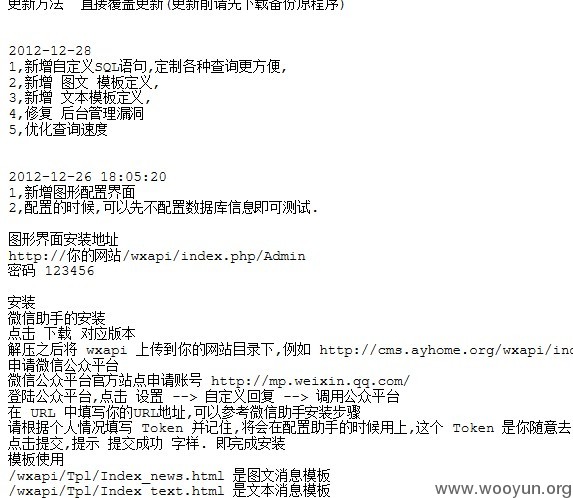 更新方法  直接覆盖更新(更新前请先下载备份原程序)
2012-12-28
1,新增自定义SQL语句,定制各种查询更方便,
2,新增 图文 模板定义,
3,新增 文本模板定义,
4,修复 后台管理漏洞
5,优化查询速度
2012-12-26 18:05:20
1,新增图形配置界面
2,配置的时候,可以先不配置数据库信息即可测试.
图形界面安装地址
http://你的网站/wxapi/index.php/Admin
密码 123456
安装
微信助手的安装
点击 下载 对应版本
解压之后将 wxapi 上传到你的网站目录下,例如 http://cms.ayhome.org/wxapi/ind
申请微信公众平台
微信公众平台官方站点申请账号 http://mp.weixin.qq.com/
登陆公众平台,点击 设置 --> 自定义回复 --> 调用公众平台
在 URL 中填写你的URL地址,可以参考微信助手安装步骤
请根据个人情况填写 Token 并记住,将会在配置助手的时候用上,这个 Token 是你随意去
点击提交,提示 提交成功 字样. 即完成安装
模板使用
/wxapi/Tpl/Index_news.html 是图文消息模板
/wxapi/Tpl/Index_text.html 是文本消息模板
www.wooyun.org